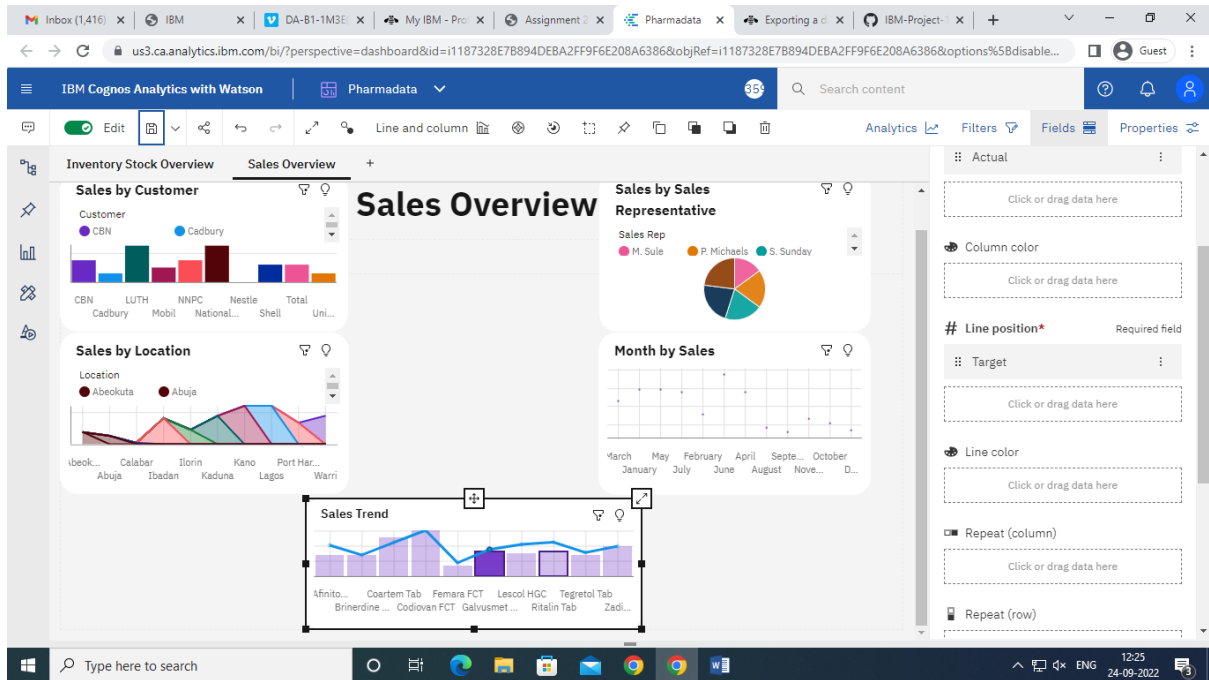 Inbox (1,416)
IBM
DA-B1-1M3E
My IBM - Pro
Assignment 2
Pharmadata
Exporting a d
IBM-Project-
us3.ca.analytics.ibm.com/bi/?perspective=dashboard&id=i1187328E7B894DEBA2FF9F6E208A6386&objRef=i1187328E7B894DEBA2FF9F6E208A6386&options%5Bdisable...
Guest
IBM Cognos Analytics with Watson
Pharmadata
Search content
Edit
Line and column
Analytics
Filters
Fields
Properties
Inventory Stock Overview
Sales Overview
Sales by Customer
Customer
CBN Cadbury
CBN LUTH NNPC Nestle Total
Cadbury Mobil National... Shell Uni...
Sales Overview
Sales by Sales
Representative
Sales Rep
M. Sule P. Michaels S. Sunday
Sales by Location
Location
Abeokuta Abuja
Calabar Ilorin Kano Port Har...
Abuja Ibadan Kaduna Lagos Warri
Month by Sales
March May February April Septe... October
January July June August Nove... D...
Sales Trend
Afinito... Coartem Tab Femara FCT Lescol HGC Tegretol Tab
Brinerdine ... Codiovan FCT Galvusmet ... Ritalin Tab Zadi...
Actual
Click or drag data here
Column color
Click or drag data here
# Line position* Required field
Target
Click or drag data here
Line color
Click or drag data here
Repeat (column)
Click or drag data here
Repeat (row)
Type here to search
ENG
12:25
24-09-2022
3